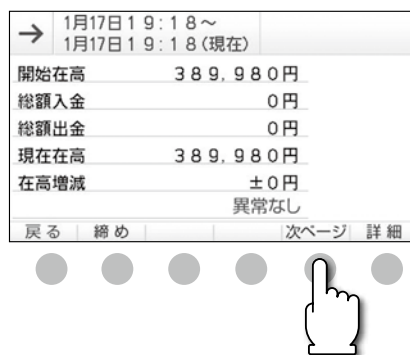 → 1月17日１９:１８～
1月17日１９:１８(現在)
開始在高 ３８９,９８０円
総額入金 ０円
総額出金 ０円
現在在高 ３８９,９８０円
在高増減 ±０円
異常なし
戻る 締め 次ページ 詳細